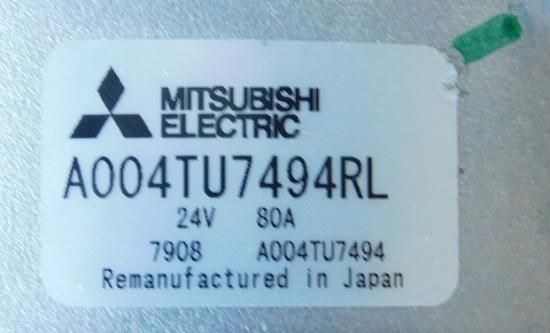 MITSUBISHI
ELECTRIC
A004TU7494RL
24V 80A
7908 A004TU7494
Remanufactured in Japan